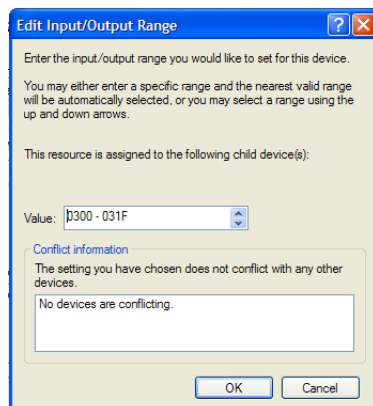 Edit Input/Output Range
Enter the input/output range you would like to set for this device.
You may either enter a specific range and the nearest valid range
will be automatically selected, or you may select a range using the
up and down arrows.
This resource is assigned to the following child device(s):
Value: 0300 - 031F
Conflict information
The setting you have chosen does not conflict with any other
devices.
No devices are conflicting.
OK Cancel